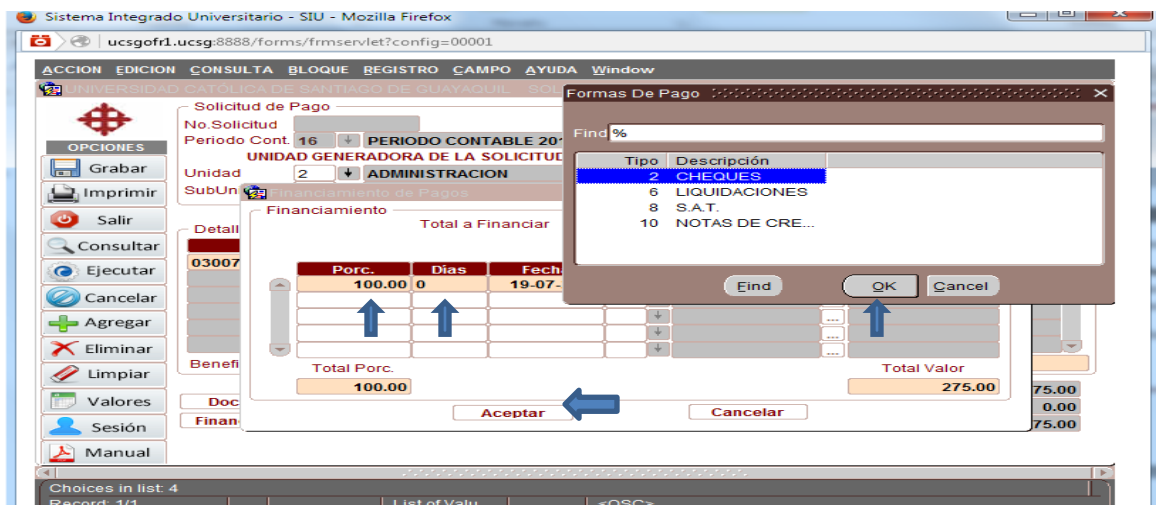 Sistema Integrado Universitario - SIU - Mozilla Firefox
ucsgofr1.ucsg:8888/forms/frmservlet?config=00001
ACCION EDICION CONSULTA BLOQUE REGISTRO CAMPO AYUDA Window
UNIVERSIDAD CATOLICA DE SANTIAGO DE GUAYAQUIL SOL
OPCIONES
Grabar
Imprimir
Salir
Consultar
Ejecutar
Cancelar
Agregar
Eliminar
Limpiar
Valores
Sesión
Manual
Solicitud de Pago
No.Solicitud
Periodo Cont. 16 PERIODO CONTABLE 201
UNIDAD GENERADORA DE LA SOLICITUD
Unidad 2 ADMINISTRACION
SubUn
Detall
03007
Benefi
Doc
Finan
75.00
0.00
75.00
Financiamiento de Pagos
Financiamiento
Total a Financiar
Porc. Dias Fech
100.00 0 19-07-
Total Porc. Total Valor
100.00 275.00
Aceptar Cancelar
Formas De Pago
Find %
Tipo Descripción
2 CHEQUES
6 LIQUIDACIONES
8 S.A.T.
10 NOTAS DE CRE...
Find OK Cancel
Choices in list: 4
Record: 1/1 List of Valu <OSC>